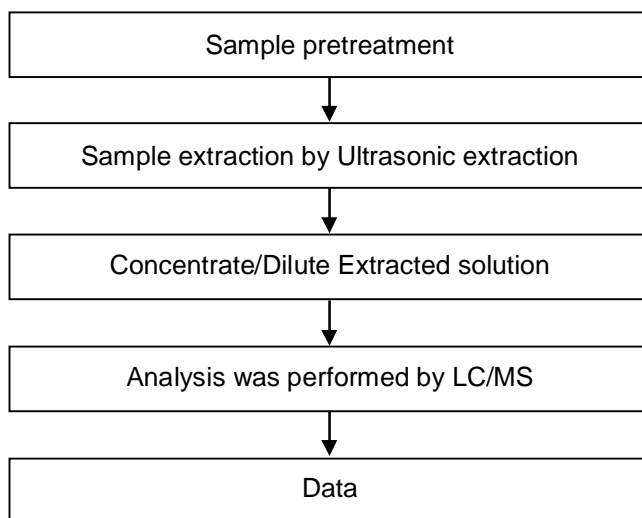 Sample pretreatment
Sample extraction by Ultrasonic extraction
Concentrate/Dilute Extracted solution
Analysis was performed by LC/MS
Data